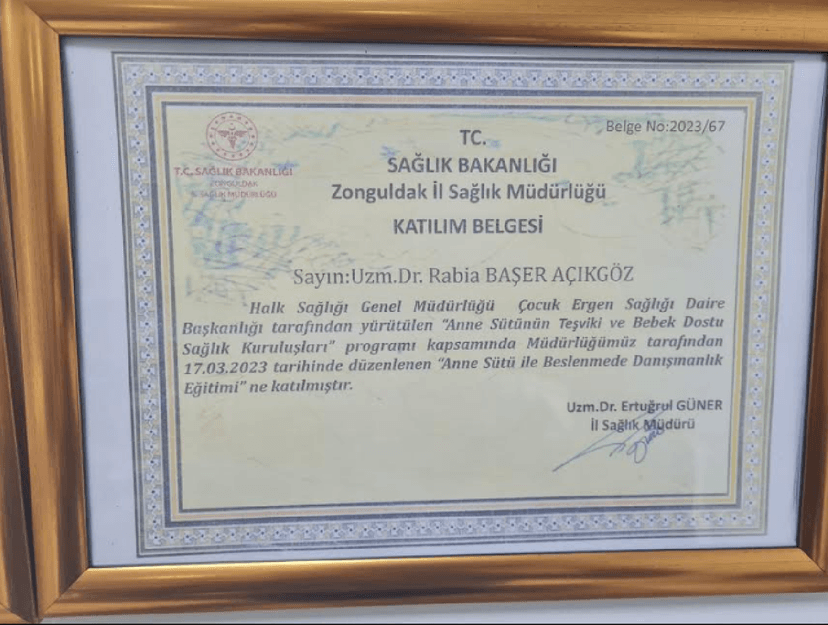 Belge No:2023/67
T.C. SAĞLIK BAKANLIĞI
ZONGULDAK
İL SAĞLIK MÜDÜRLÜĞÜ
TC.
SAĞLIK BAKANLIĞI
Zonguldak İl Sağlık Müdürlüğü
KATILIM BELGESİ
Sayın:Uzm.Dr. Rabia BAŞER AÇIKGÖZ
Halk Sağlığı Genel Müdürlüğü Çocuk Ergen Sağlığı Daire
Başkanlığı tarafından yürütülen “Anne Sütünün Teşviki ve Bebek Dostu
Sağlık Kuruluşları” programı kapsamında Müdürlüğümüz tarafından
17.03.2023 tarihinde düzenlenen “Anne Sütü ile Beslenmede Danışmanlık
Eğitimi” ne katılmıştır.
Uzm.Dr. Ertuğrul GÜNER
İl Sağlık Müdürü